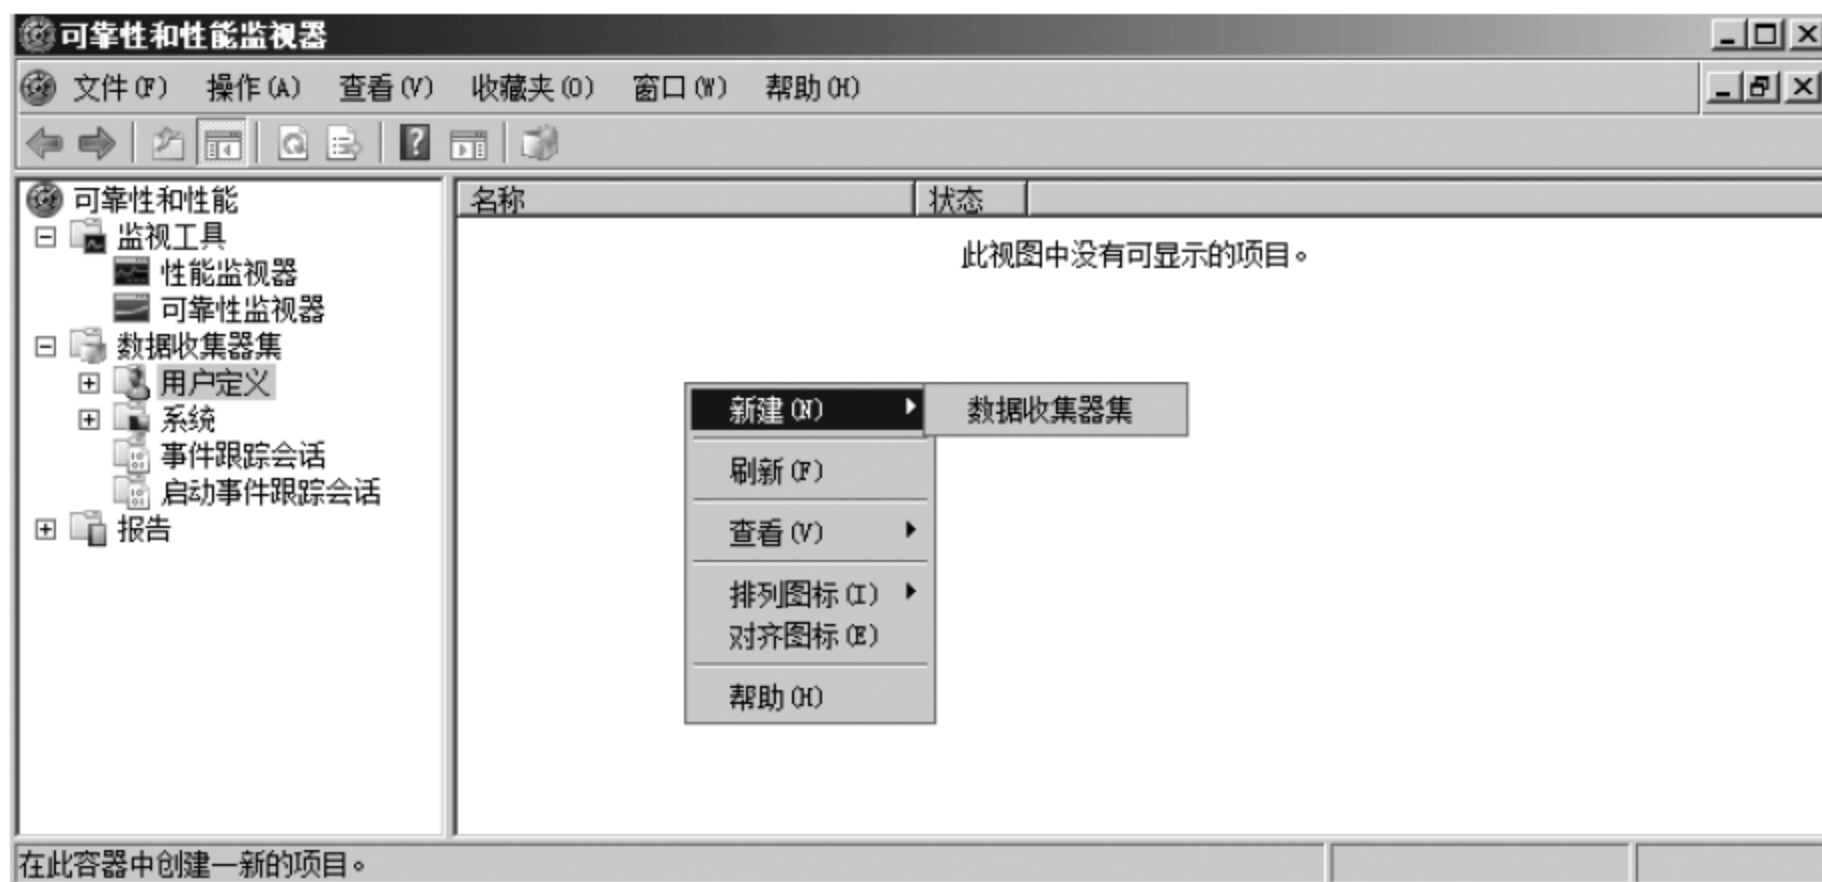 可靠性和性能监视器
文件(F) 操作(A) 查看(V) 收藏夹(O) 窗口(W) 帮助(H)
可靠性和性能
监视工具
性能监视器
可靠性监视器
数据收集器集
用户定义
系统
事件跟踪会话
启动事件跟踪会话
报告
名称 状态
此视图中没有可显示的项目。
新建(N) 数据收集器集
刷新(F)
查看(V)
排列图标(I)
对齐图标(E)
帮助(H)
在此容器中创建一新的项目。